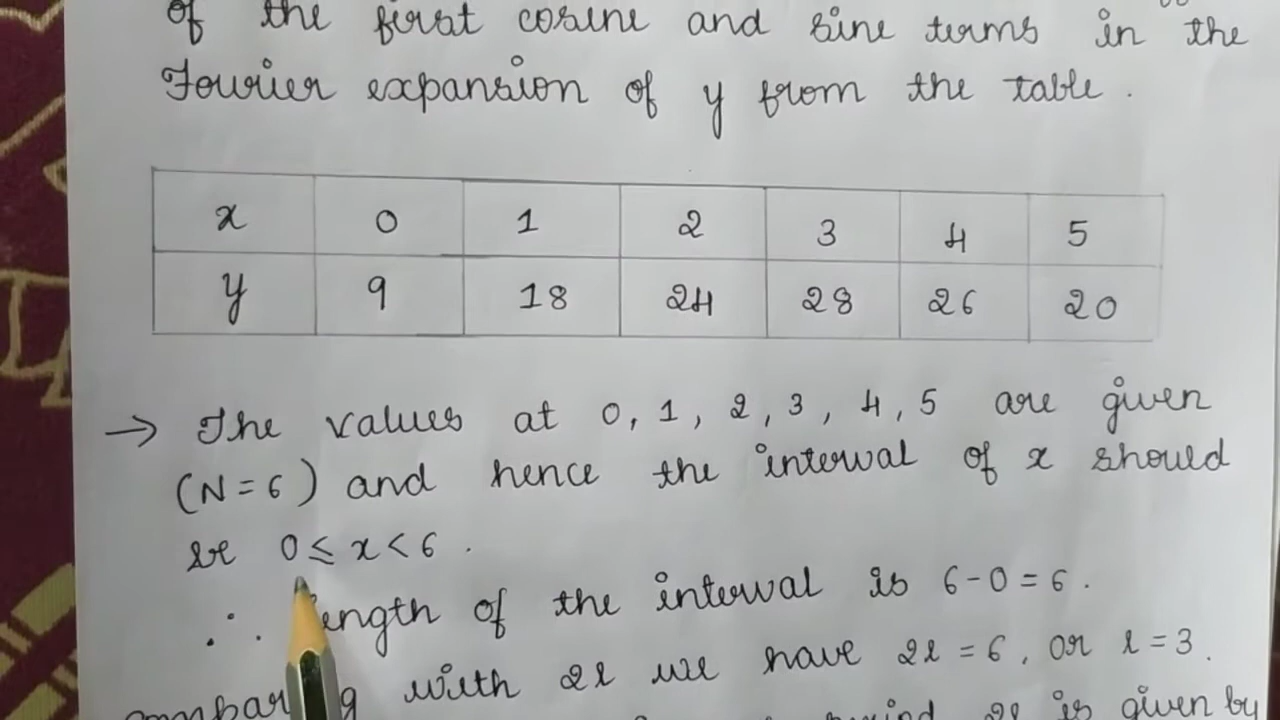 of the first cosine and sine terms in the
Fourier expansion of y from the table.
x 0 1 2 3 4 5
y 9 18 24 28 26 20
→ The values at 0, 1, 2, 3, 4, 5 are given
(N = 6) and hence the interval of x should
be 0 ≤ x < 6.
∴ length of the interval is 6 - 0 = 6.
with 2l we have 2l = 6, or l = 3.
2l is given by